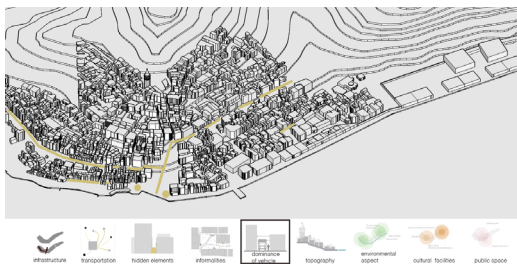 infrastructure
transportation
hidden elements
informalities
dominance
of vehicle
topography
environmental
aspect
cultural facilities
public space